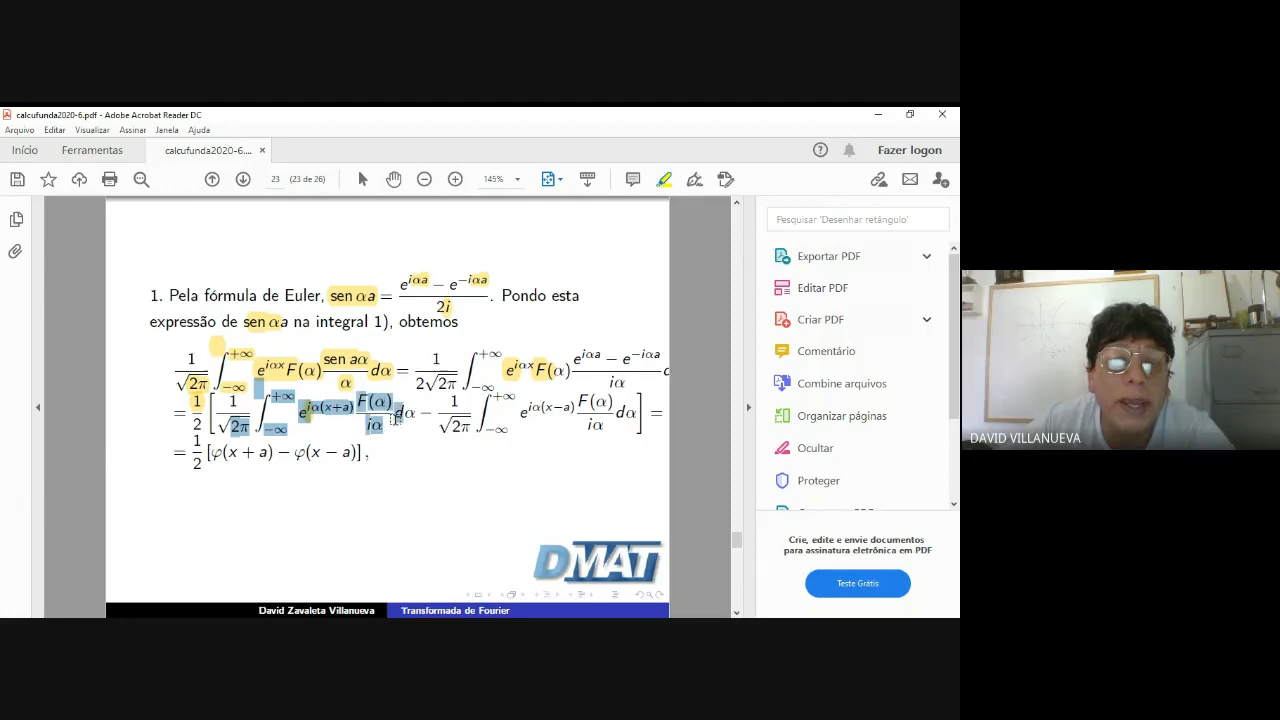 calcufunda2020-6.pdf - Adobe Acrobat Reader DC
Arquivo Editar Visualizar Assinar Janela Ajuda
Início Ferramentas calcufunda2020-6.... × Fazer logon
23 (23 de 26) 145%
Pesquisar 'Desenhar retângulo'
Exportar PDF
Editar PDF
Criar PDF
Comentário
Combine arquivos
Organizar páginas
Ocultar
Proteger
Crie, edite e envie documentos
para assinatura eletrônica em PDF
Teste Grátis
1. Pela fórmula de Euler, sen αa = (e^{iαa} − e^{−iαa})/2i. Pondo esta
expressão de sen αa na integral 1), obtemos
1/√2π ∫_{−∞}^{+∞} e^{iαx} F(α) (sen aα)/α dα = 1/(2√2π) ∫_{−∞}^{+∞} e^{iαx} F(α) (e^{iαa} − e^{−iαa})/iα d
= 1/2 [ 1/√2π ∫_{−∞}^{+∞} e^{iα(x+a)} F(α)/iα dα − 1/√2π ∫_{−∞}^{+∞} e^{iα(x−a)} F(α)/iα dα ] =
= 1/2 [φ(x + a) − φ(x − a)] ,
DMAT
David Zavaleta Villanueva Transformada de Fourier
DAVID VILLANUEVA